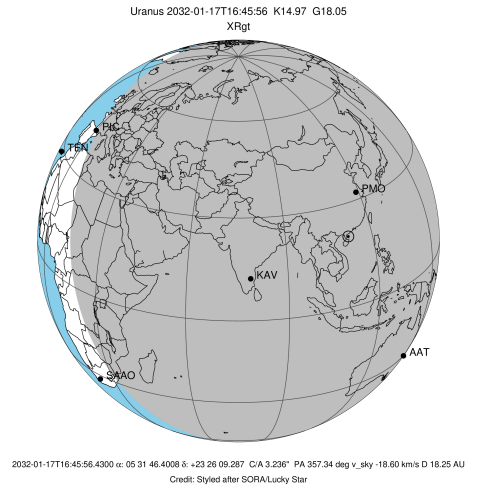 Uranus 2032-01-17T16:45:56 K14.97 G18.05
XRgt
PIC
TEN
PMO
KAV
AAT
SAAO
2032-01-17T16:45:56.4300 α: 05 31 46.4008 δ: +23 26 09.287 C/A 3.236" PA 357.34 deg v_sky -18.60 km/s D 18.25 AU
Credit: Styled after SORA/Lucky Star